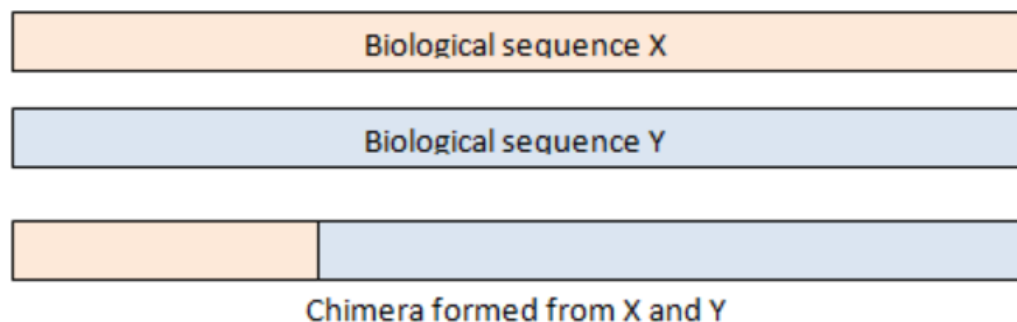 Biological sequence X
Biological sequence Y
Chimera formed from X and Y